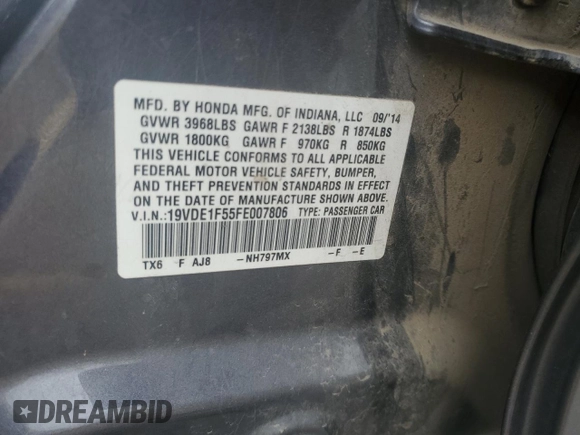 MFD. BY HONDA MFG. OF INDIANA, LLC 09/'14
GVWR 3968LBS GAWR F 2138LBS R 1874LBS
GVWR 1800KG GAWR F 970KG R 850KG
THIS VEHICLE CONFORMS TO ALL APPLICABLE
FEDERAL MOTOR VEHICLE SAFETY, BUMPER,
AND THEFT PREVENTION STANDARDS IN EFFECT
ON THE DATE OF MANUFACTURE SHOWN ABOVE.
V.I.N.:19VDE1F55FE007806 TYPE: PASSENGER CAR
TX6 F AJ8 -NH797MX -F -E
DREAMBID